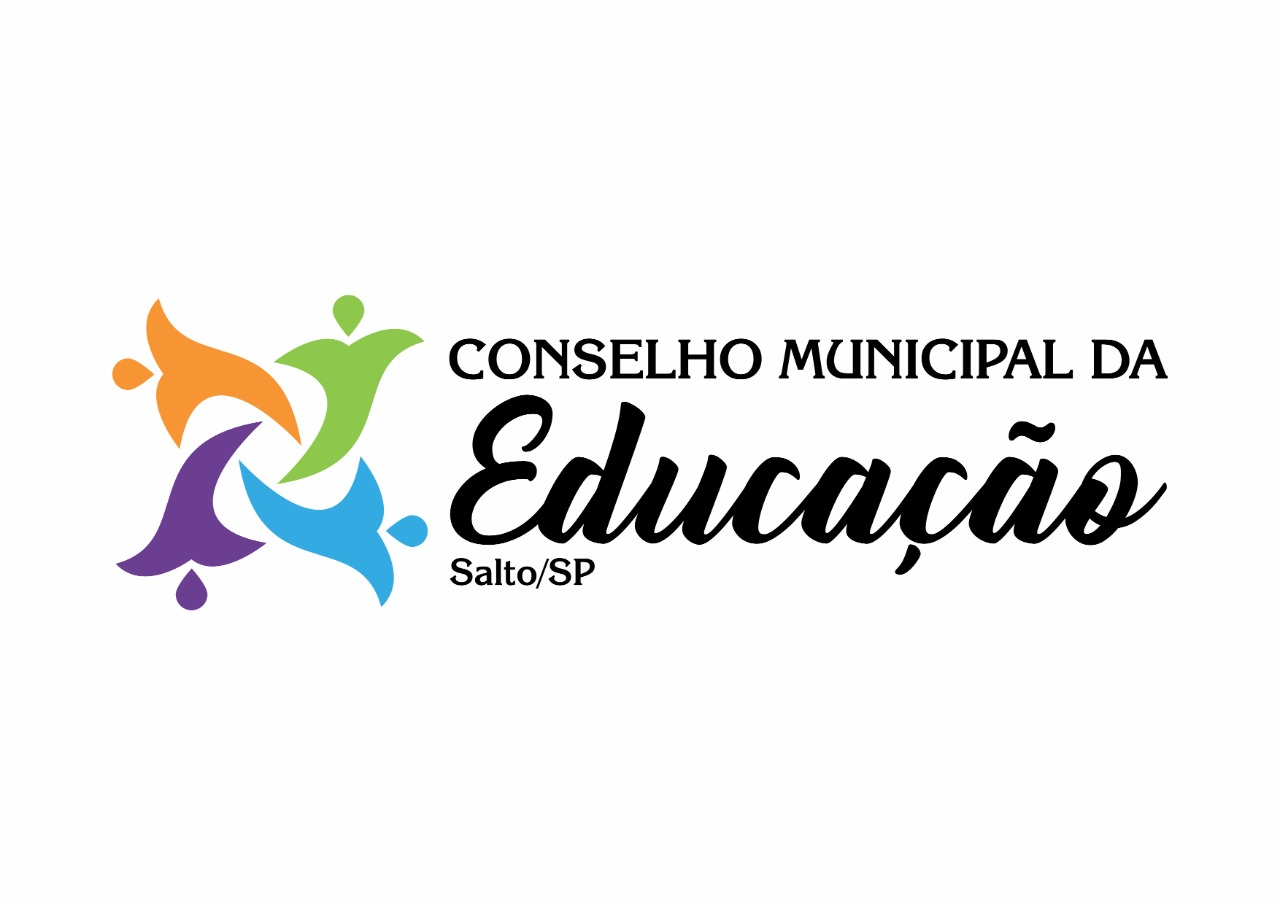 CONSELHO MUNICIPAL DA
Educação
Salto/SP